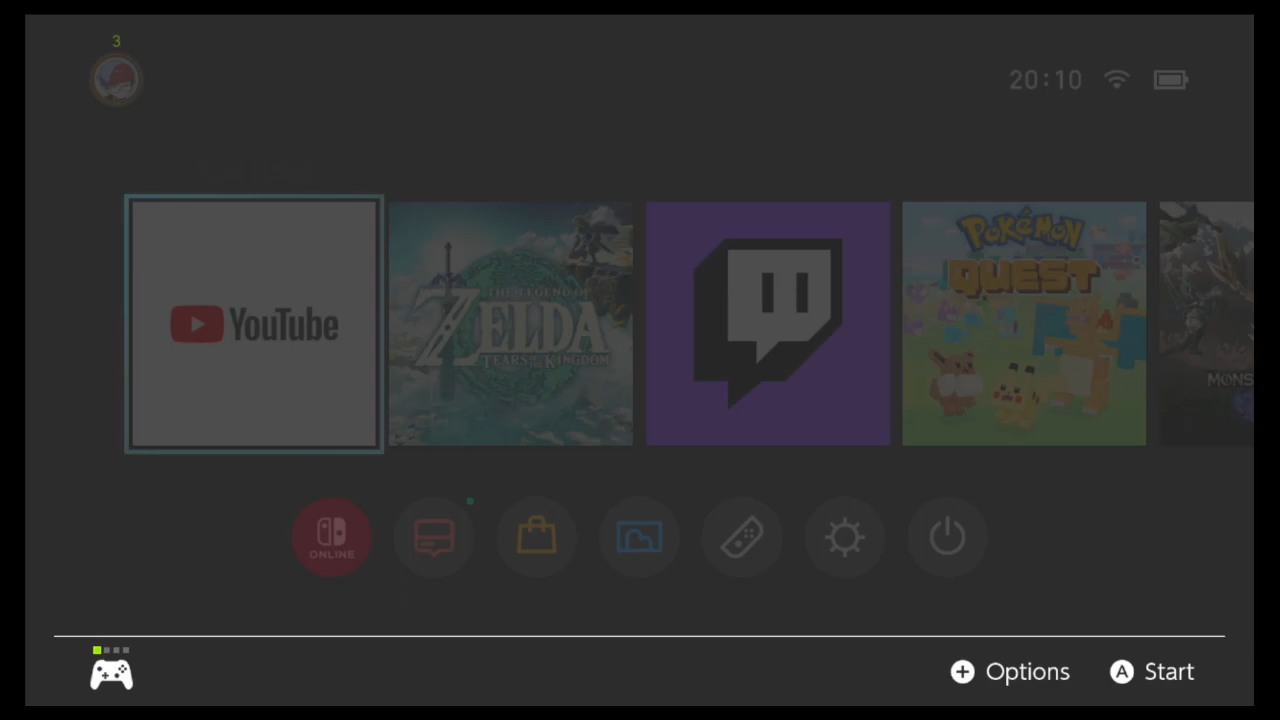 3
20:10
YouTube
THE LEGEND OF
ZELDA
TEARS OF THE KINGDOM
POKÉMON
QUEST
MONS
ONLINE
+ Options
A Start